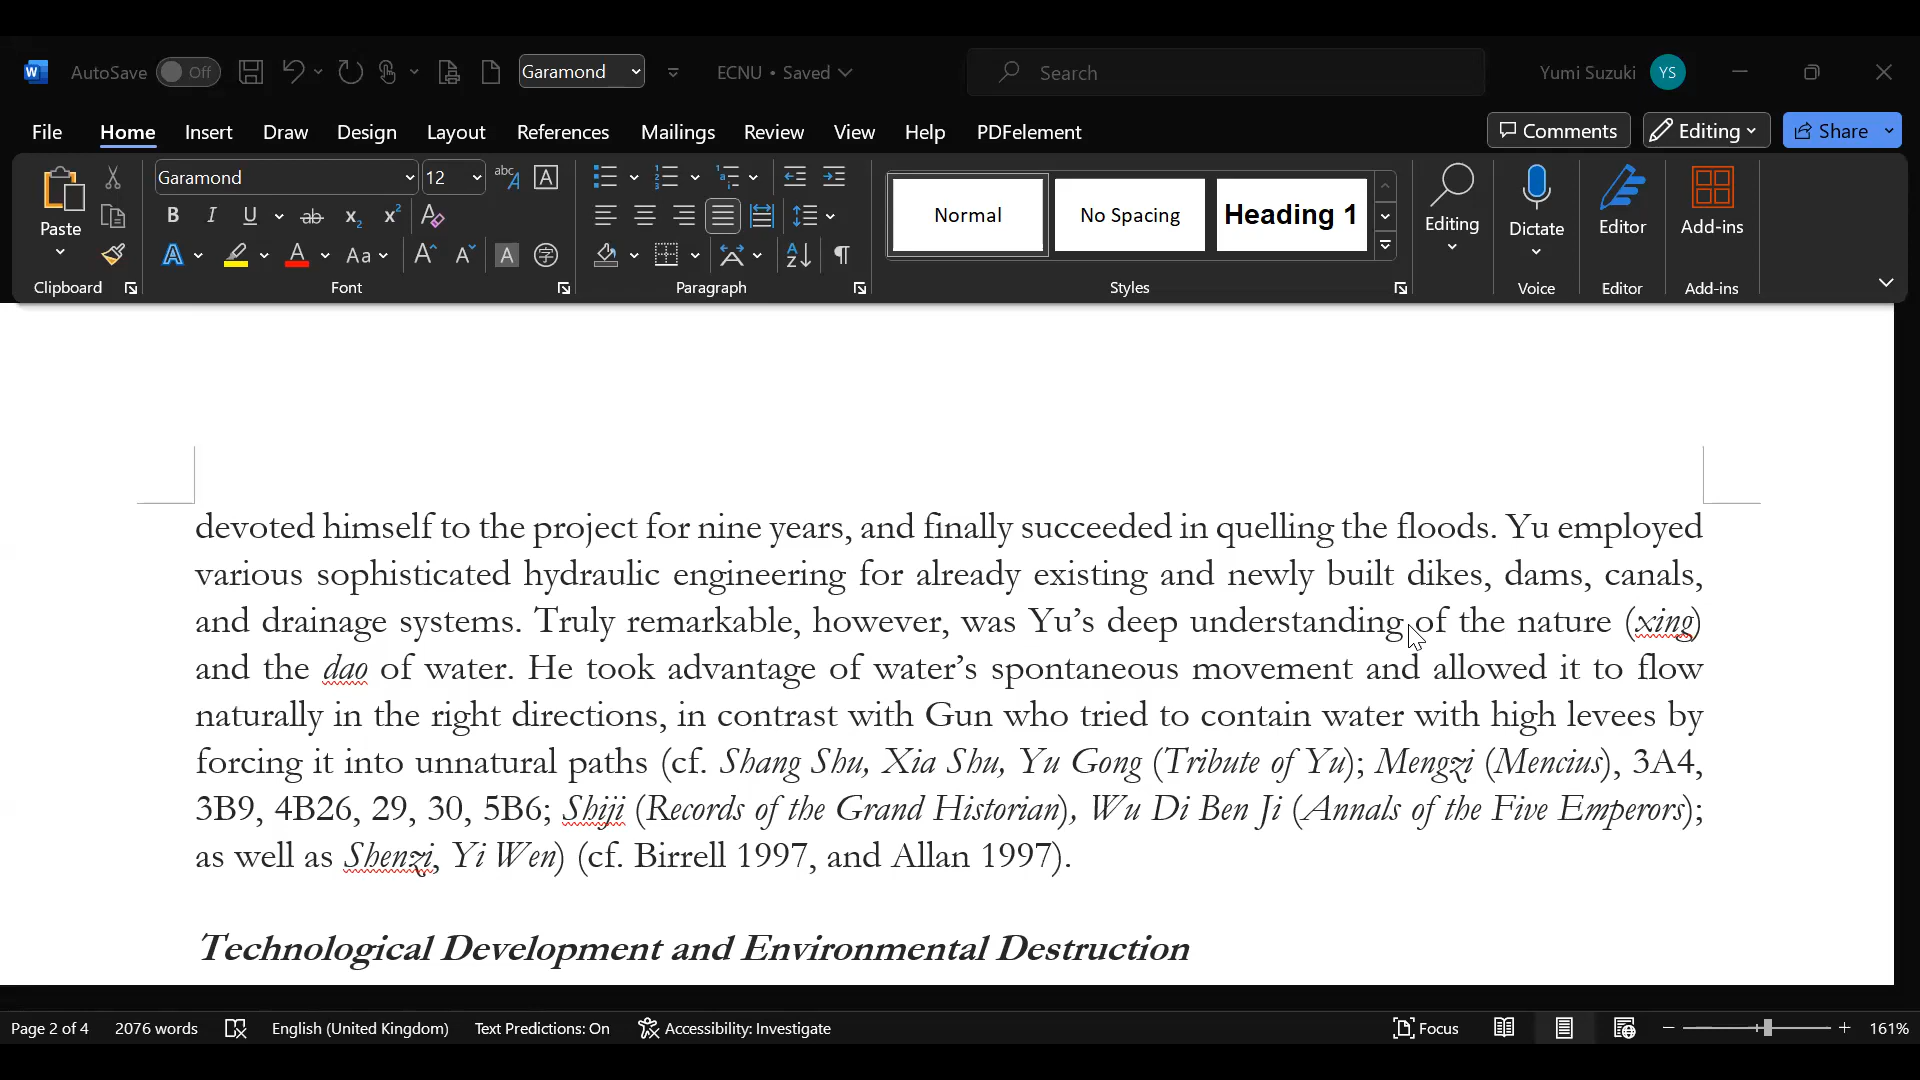 AutoSave Off Garamond ECNU • Saved Search Yumi Suzuki YS
File Home Insert Draw Design Layout References Mailings Review View Help PDFelement Comments Editing Share
Paste Garamond 12 Normal No Spacing Heading 1 Editing Dictate Editor Add-ins
Clipboard Font Paragraph Styles Voice Editor Add-ins
devoted himself to the project for nine years, and finally succeeded in quelling the floods. Yu employed
various sophisticated hydraulic engineering for already existing and newly built dikes, dams, canals,
and drainage systems. Truly remarkable, however, was Yu’s deep understanding of the nature (xing)
and the dao of water. He took advantage of water’s spontaneous movement and allowed it to flow
naturally in the right directions, in contrast with Gun who tried to contain water with high levees by
forcing it into unnatural paths (cf. Shang Shu, Xia Shu, Yu Gong (Tribute of Yu); Mengzi (Mencius), 3A4,
3B9, 4B26, 29, 30, 5B6; Shiji (Records of the Grand Historian), Wu Di Ben Ji (Annals of the Five Emperors);
as well as Shenzi, Yi Wen) (cf. Birrell 1997, and Allan 1997).
Technological Development and Environmental Destruction
Page 2 of 4 2076 words English (United Kingdom) Text Predictions: On Accessibility: Investigate Focus 161%